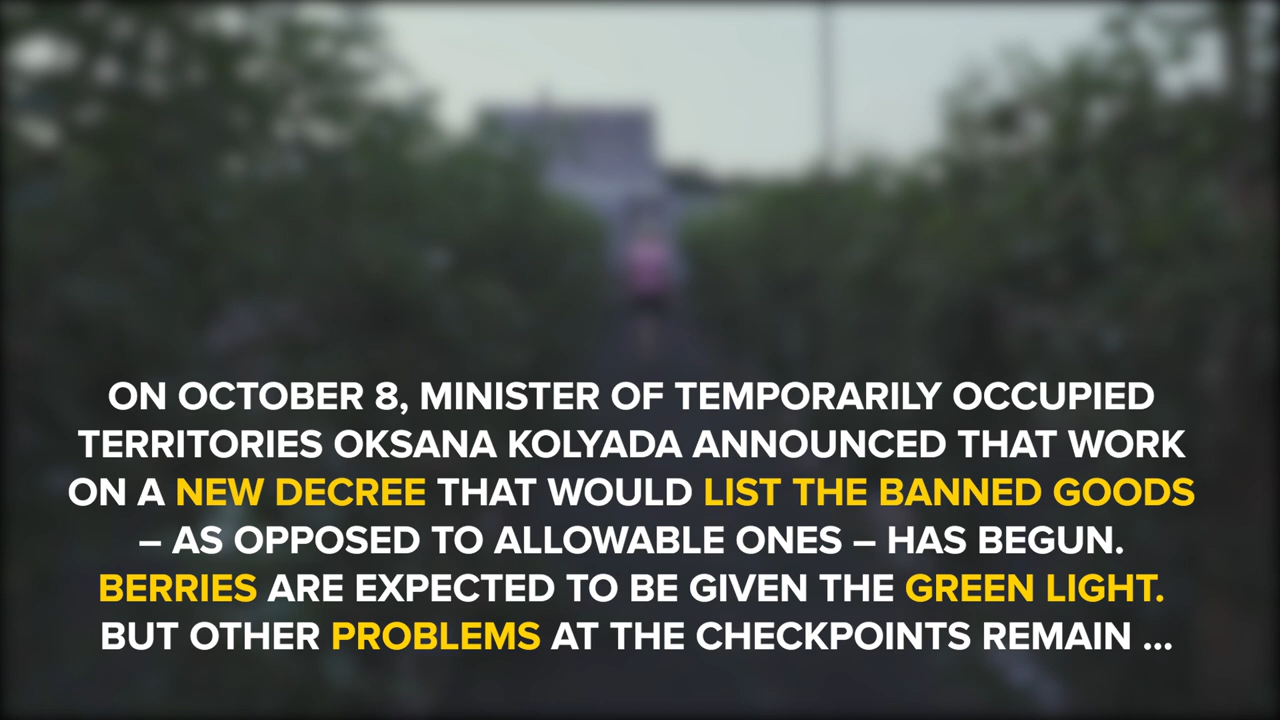 ON OCTOBER 8, MINISTER OF TEMPORARILY OCCUPIED
TERRITORIES OKSANA KOLYADA ANNOUNCED THAT WORK
ON A NEW DECREE THAT WOULD LIST THE BANNED GOODS
– AS OPPOSED TO ALLOWABLE ONES – HAS BEGUN.
BERRIES ARE EXPECTED TO BE GIVEN THE GREEN LIGHT.
BUT OTHER PROBLEMS AT THE CHECKPOINTS REMAIN ...